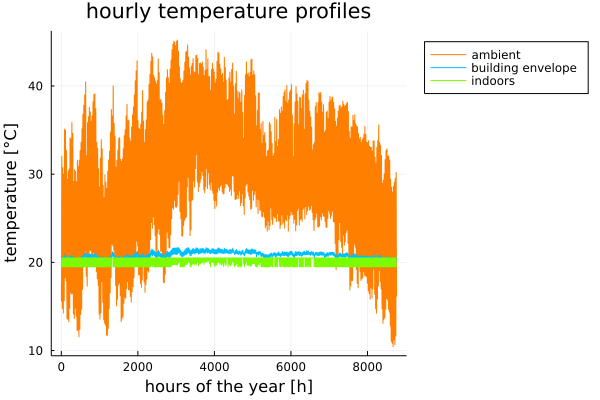 hourly temperature profiles
ambient
building envelope
indoors
temperature [°C]
40
30
20
10
0
2000
4000
6000
8000
hours of the year [h]